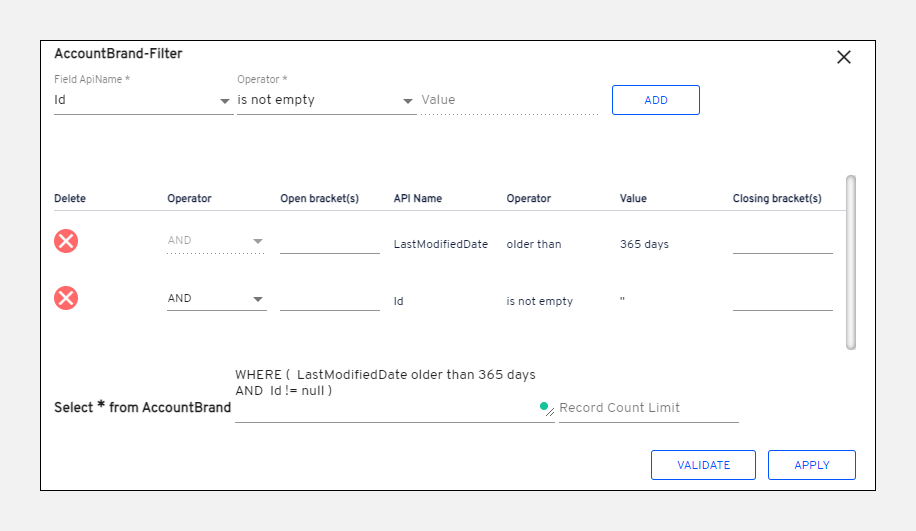 AccountBrand-Filter
Field ApiName * Operator *
Id is not empty Value ADD
Delete Operator Open bracket(s) API Name Operator Value Closing bracket(s)
AND LastModifiedDate older than 365 days
AND Id is not empty ''
WHERE ( LastModifiedDate older than 365 days
AND Id != null )
Select * from AccountBrand Record Count Limit
VALIDATE APPLY